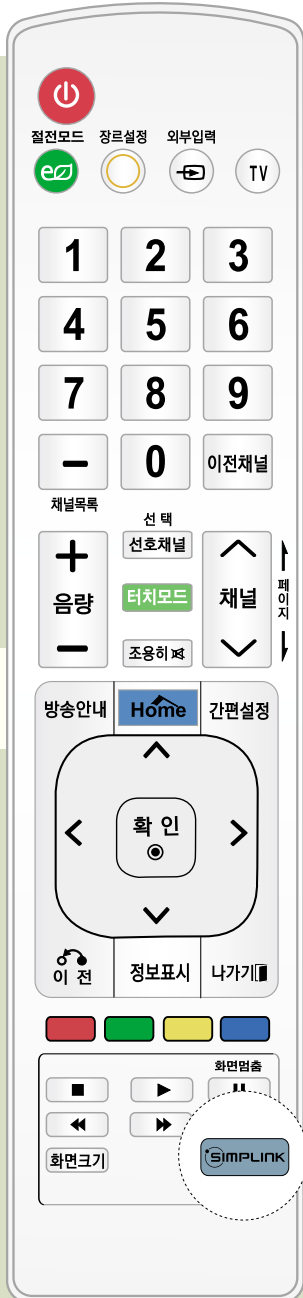 절전모드 장르설정 외부입력
e TV
1 2 3
4 5 6
7 8 9
− 0 이전채널
채널목록
선 택
선호채널
+
음량
−
터치모드
조용히
채널
페이지
방송안내 Home 간편설정
확 인
이 전 정보표시 나가기
화면멈춤
화면크기
SIMPLINK